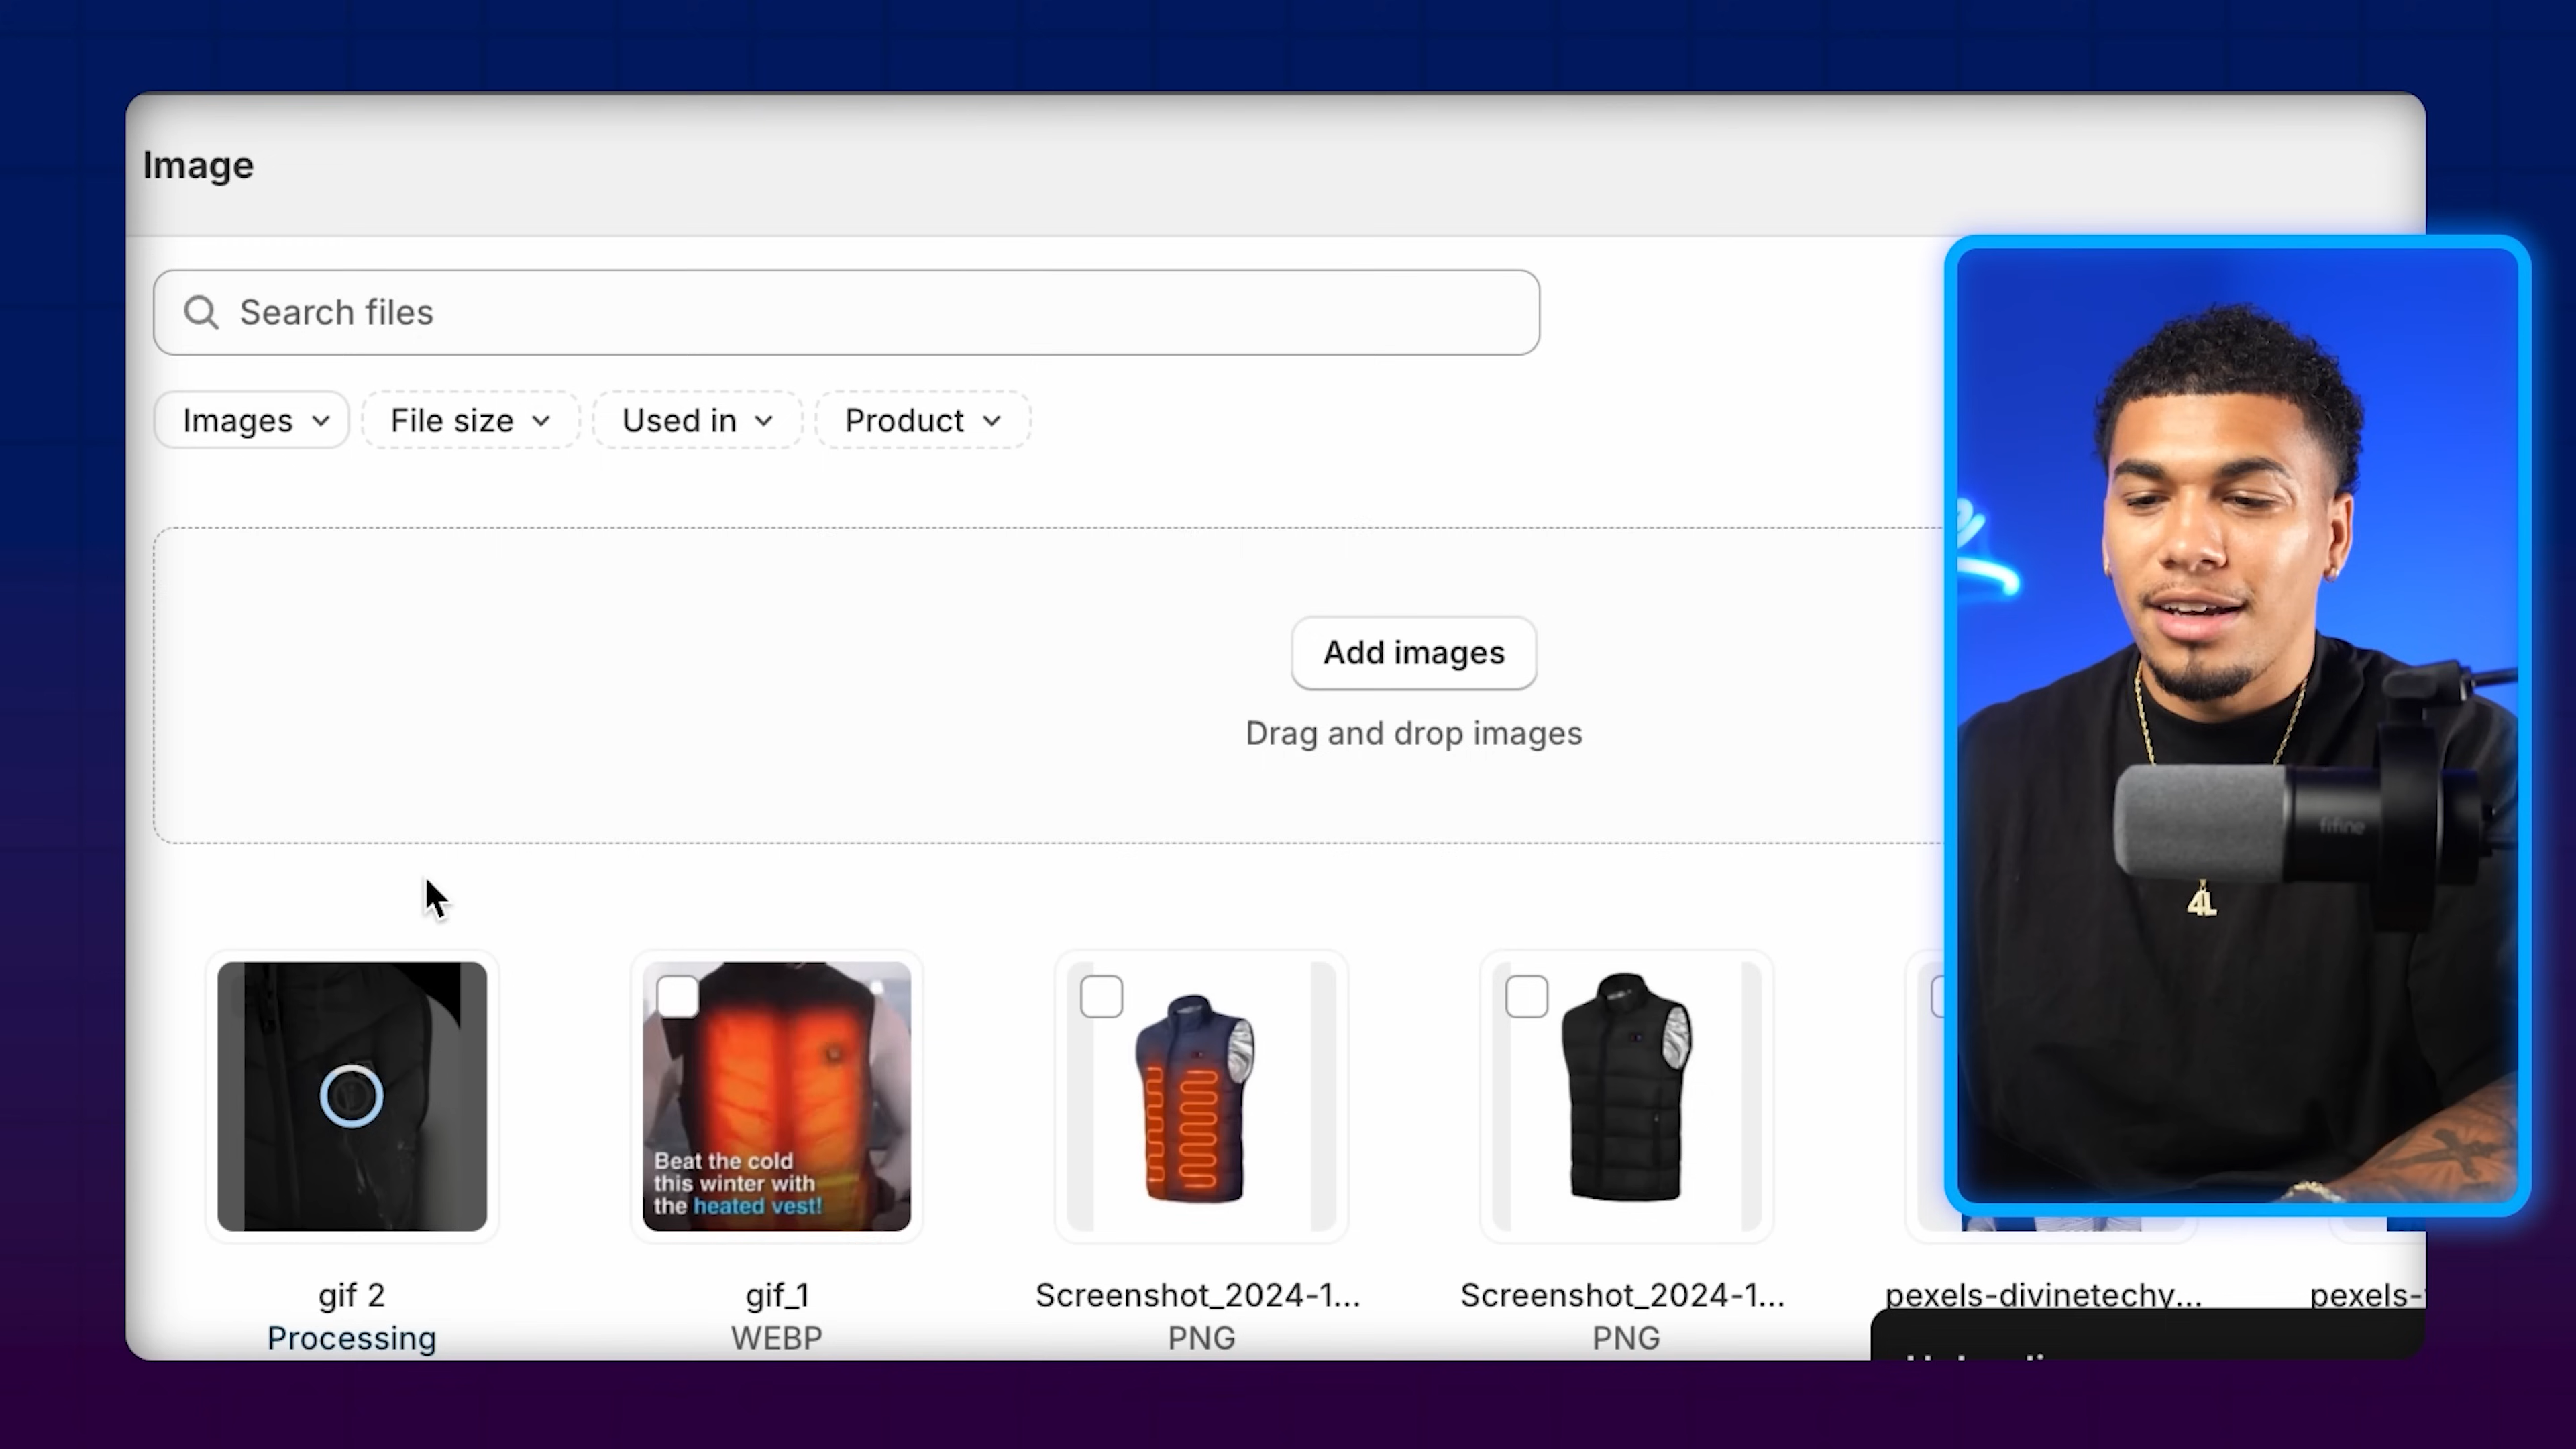 Image
Search files
Images
File size
Used in
Product
Add images
Drag and drop images
fifine
4L
Beat the cold
this winter with
the heated vest!
gif 2
gif_1
Screenshot_2024-1...
Screenshot_2024-1...
pexels-divinetechy...
pexels-
Processing
WEBP
PNG
PNG